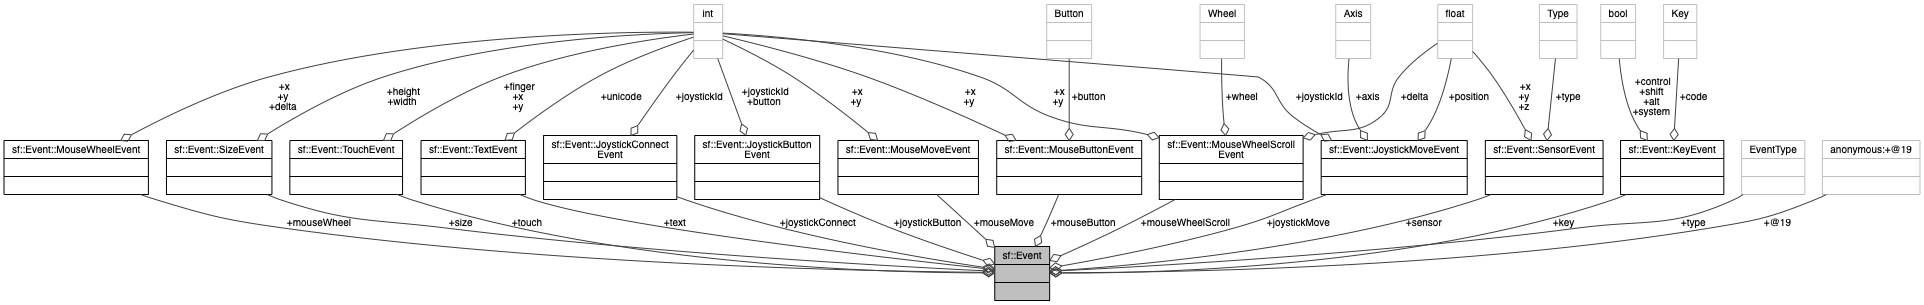 int
Button
Wheel
Axis
float
Type
bool
Key
+x
+y
+delta
+height
+width
+finger
+x
+y
+unicode
+joystickId
+joystickId
+button
+x
+y
+x
+y
+x
+y
+button
+wheel
+joystickId
+axis
+delta
+position
+x
+y
+z
+type
+control
+shift
+alt
+system
+code
sf::Event::MouseWheelEvent
sf::Event::SizeEvent
sf::Event::TouchEvent
sf::Event::TextEvent
sf::Event::JoystickConnect
Event
sf::Event::JoystickButton
Event
sf::Event::MouseMoveEvent
sf::Event::MouseButtonEvent
sf::Event::MouseWheelScroll
Event
sf::Event::JoystickMoveEvent
sf::Event::SensorEvent
sf::Event::KeyEvent
EventType
anonymous:+@19
+mouseWheel
+size
+touch
+text
+joystickConnect
+joystickButton
+mouseMove
+mouseButton
+mouseWheelScroll
+joystickMove
+sensor
+key
+type
+@19
sf::Event